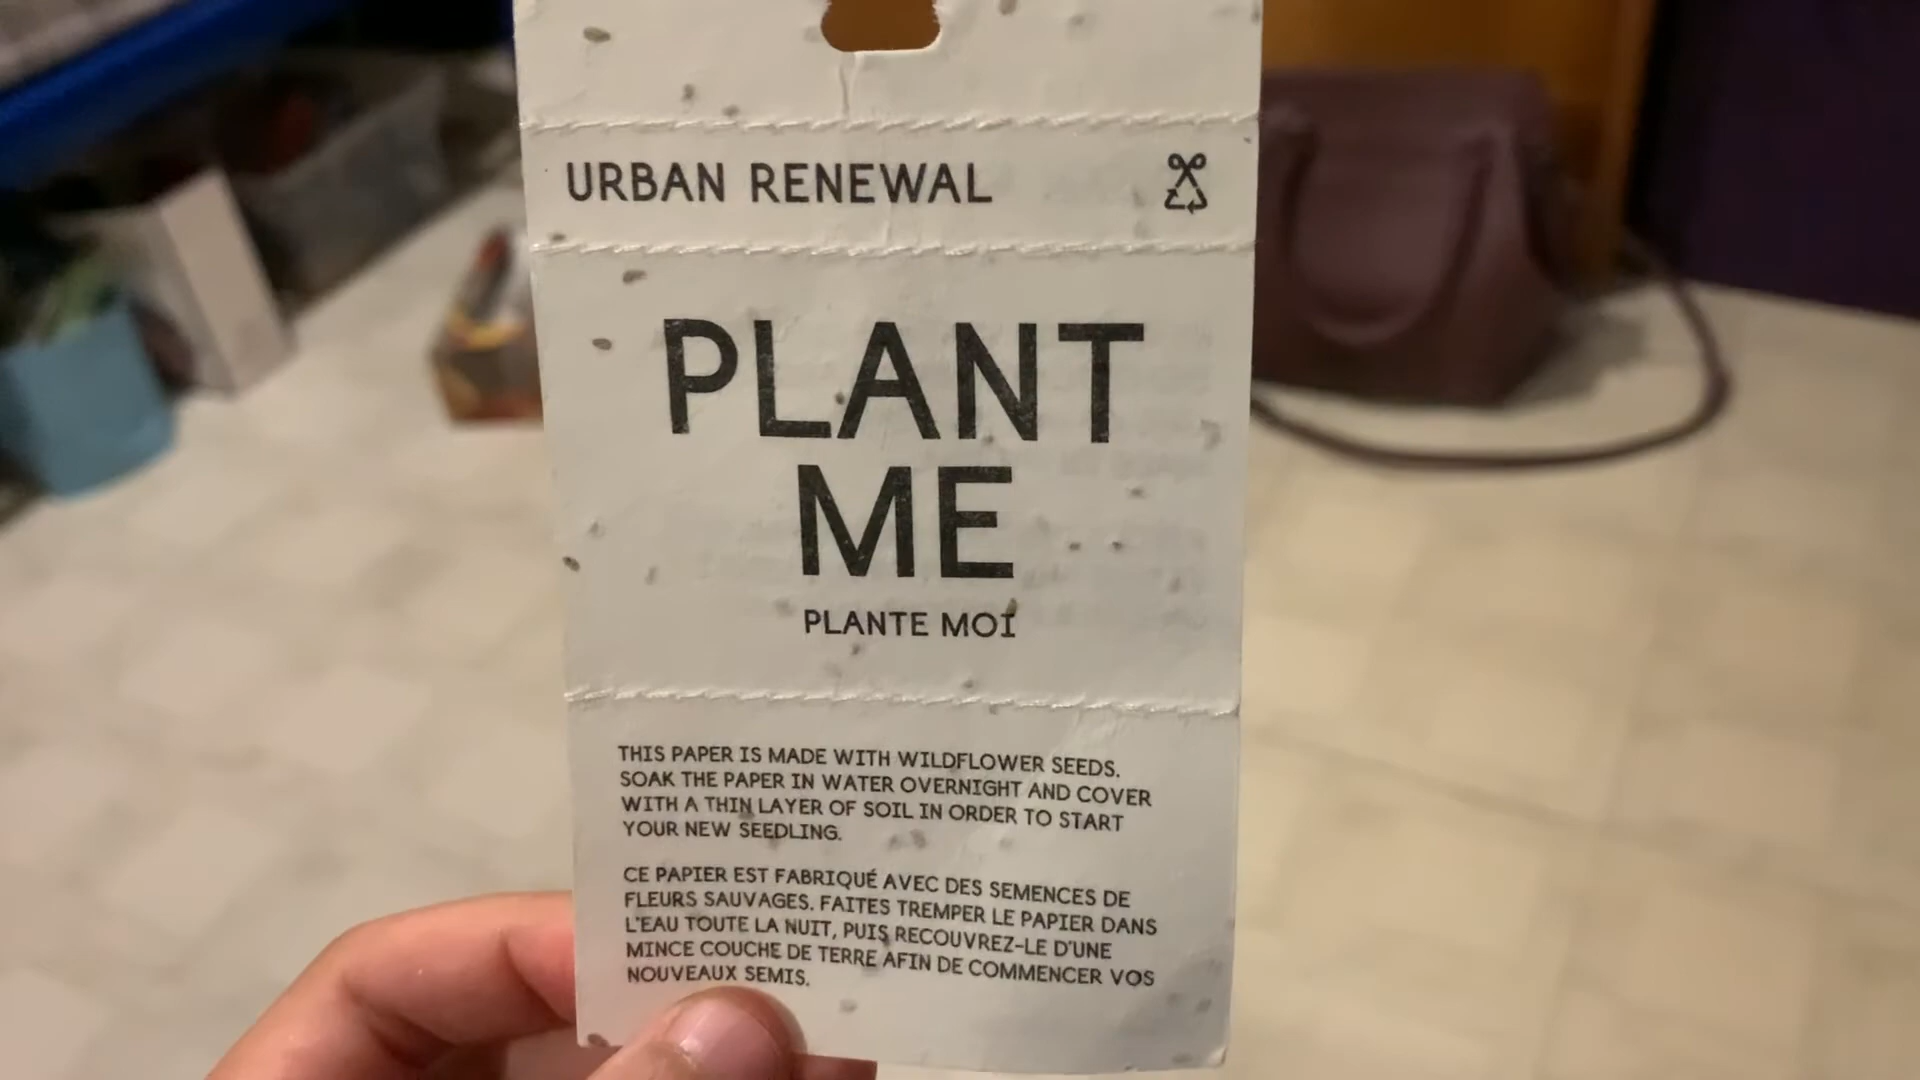 URBAN RENEWAL
PLANT
ME
PLANTE MOI
THIS PAPER IS MADE WITH WILDFLOWER SEEDS.
SOAK THE PAPER IN WATER OVERNIGHT AND COVER
WITH A THIN LAYER OF SOIL IN ORDER TO START
YOUR NEW SEEDLING.
CE PAPIER EST FABRIQUÉ AVEC DES SEMENCES DE
FLEURS SAUVAGES. FAITES TREMPER LE PAPIER DANS
L'EAU TOUTE LA NUIT, PUIS RECOUVREZ-LE D'UNE
MINCE COUCHE DE TERRE AFIN DE COMMENCER VOS
NOUVEAUX SEMIS.